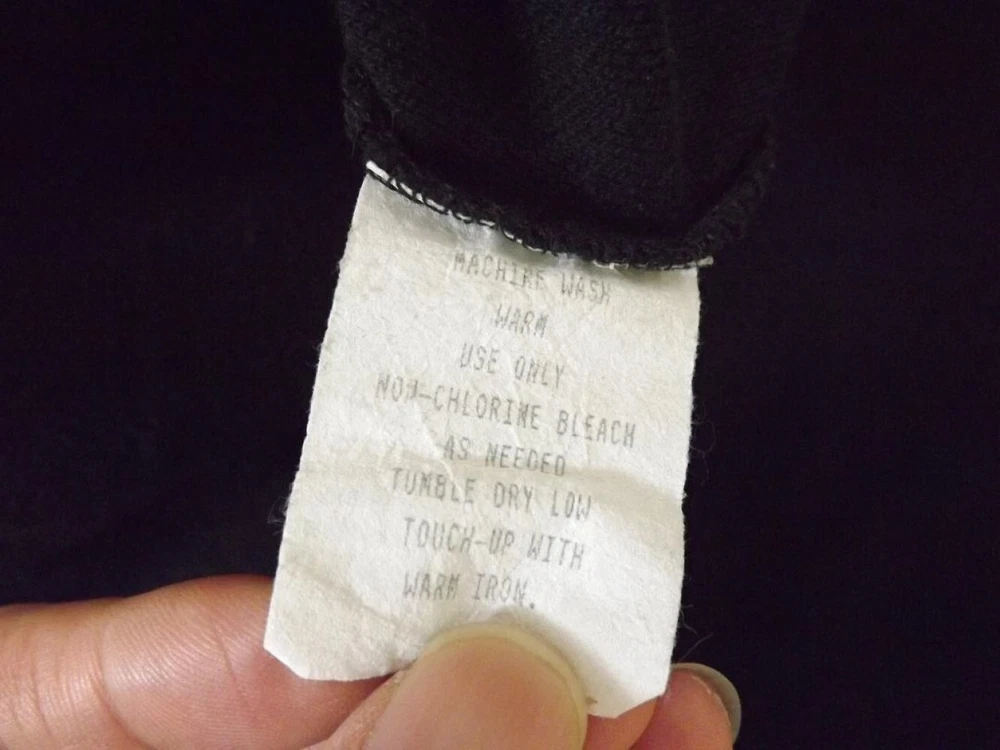 MACHINE WASH
WARM
USE ONLY
NON-CHLORINE BLEACH
AS NEEDED
TUMBLE DRY LOW
TOUCH-UP WITH
WARM IRON.